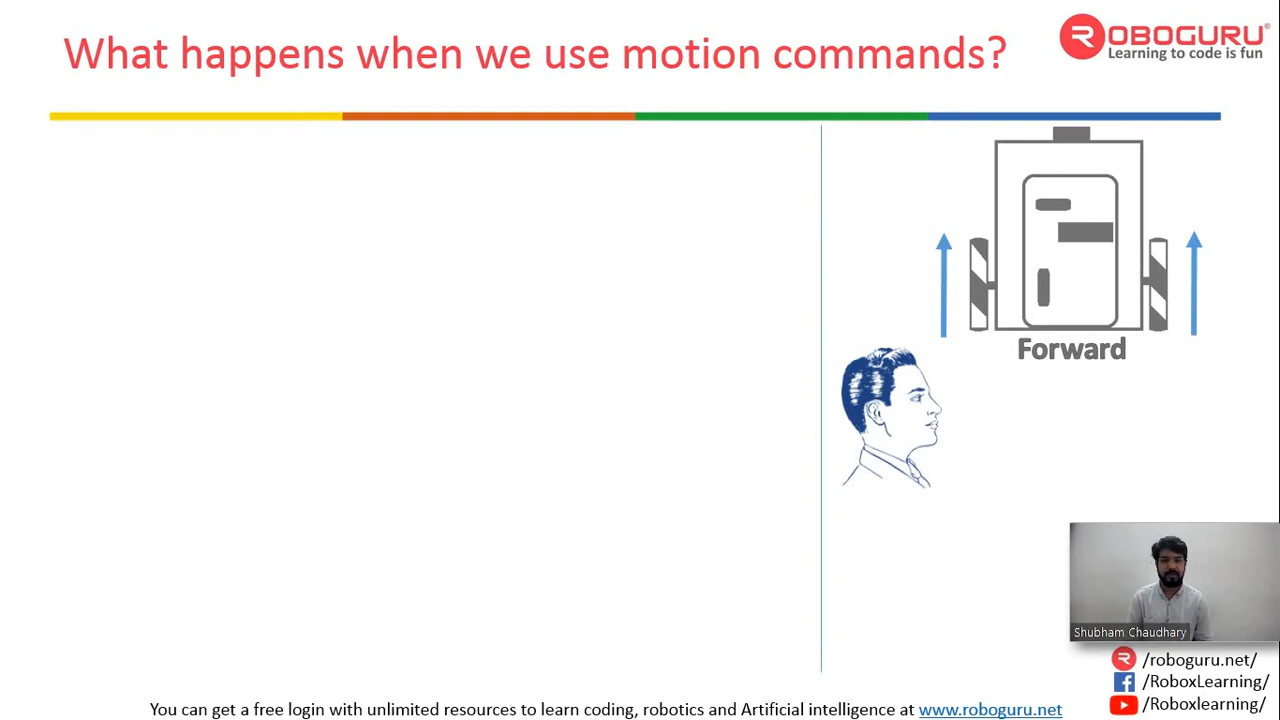 What happens when we use motion commands?
ROBOGURU®
Learning to code is fun
Forward
Shubham Chaudhary
/roboguru.net/
/RoboxLearning/
/Roboxlearning/
You can get a free login with unlimited resources to learn coding, robotics and Artificial intelligence at www.roboguru.net